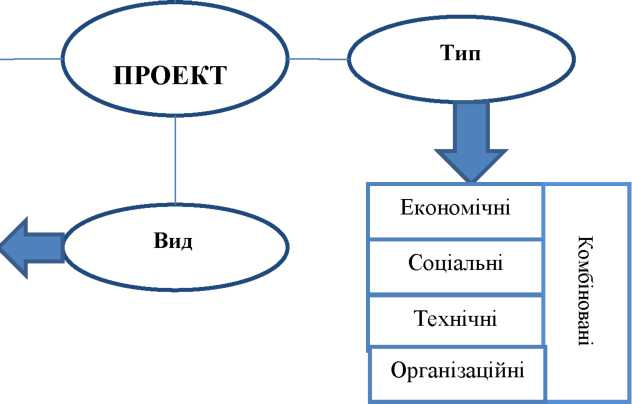 ПРОЕКТ
Тип
Вид
Економічні
Соціальні
Технічні
Організаційні
Комбіновані